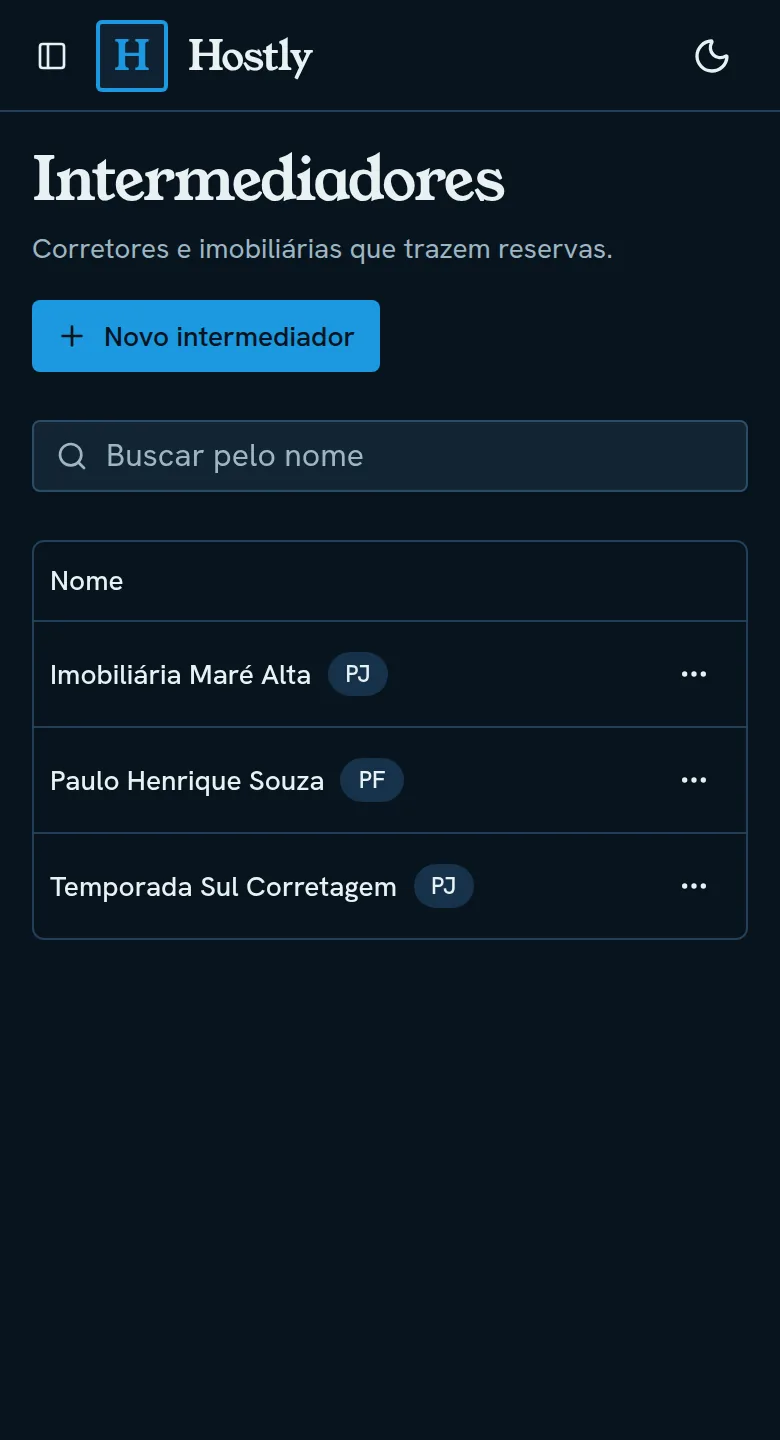 H Hostly
Intermediadores
Corretores e imobiliárias que trazem reservas.
+ Novo intermediador
Buscar pelo nome
Nome
Imobiliária Maré Alta PJ
Paulo Henrique Souza PF
Temporada Sul Corretagem PJ